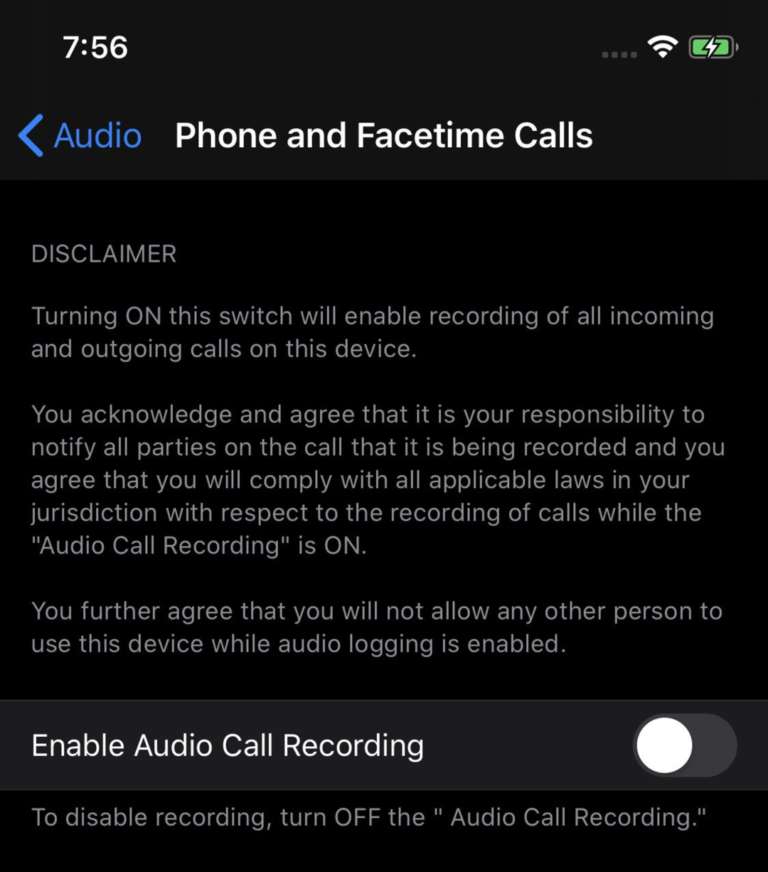 7:56
Audio Phone and Facetime Calls
DISCLAIMER
Turning ON this switch will enable recording of all incoming
and outgoing calls on this device.
You acknowledge and agree that it is your responsibility to
notify all parties on the call that it is being recorded and you
agree that you will comply with all applicable laws in your
jurisdiction with respect to the recording of calls while the
"Audio Call Recording" is ON.
You further agree that you will not allow any other person to
use this device while audio logging is enabled.
Enable Audio Call Recording
To disable recording, turn OFF the " Audio Call Recording."